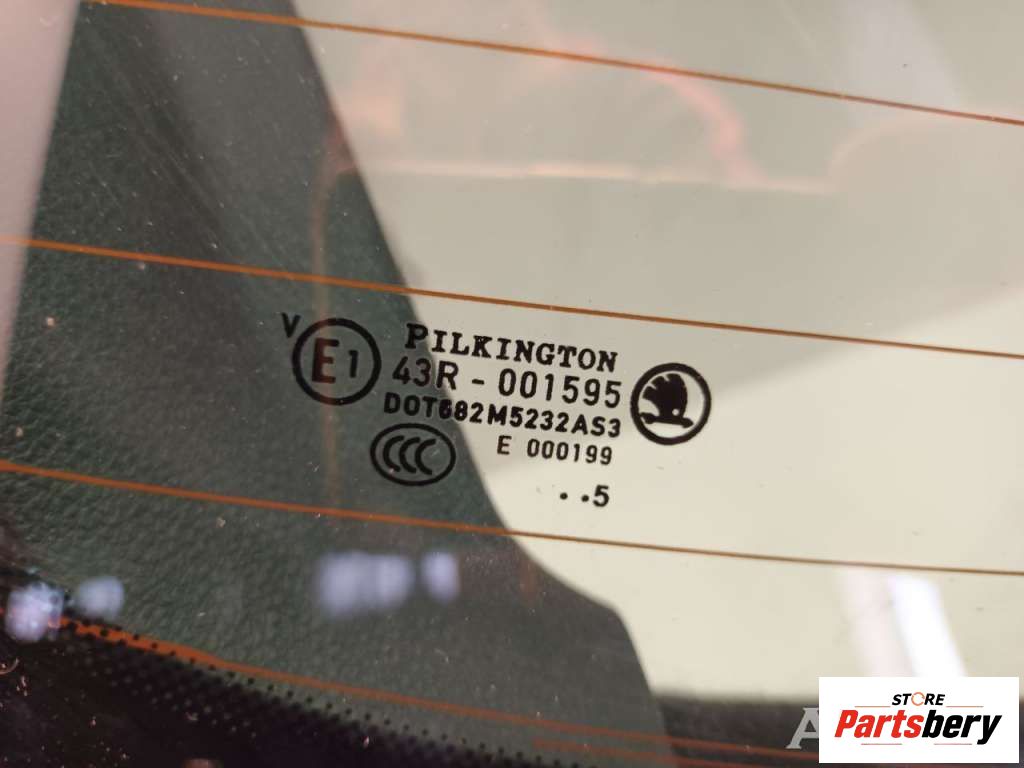 V
E1
PILKINGTON
43R - 001595
DOT682M5232AS3
E 000199
CCC
..5
STORE
Partsbery